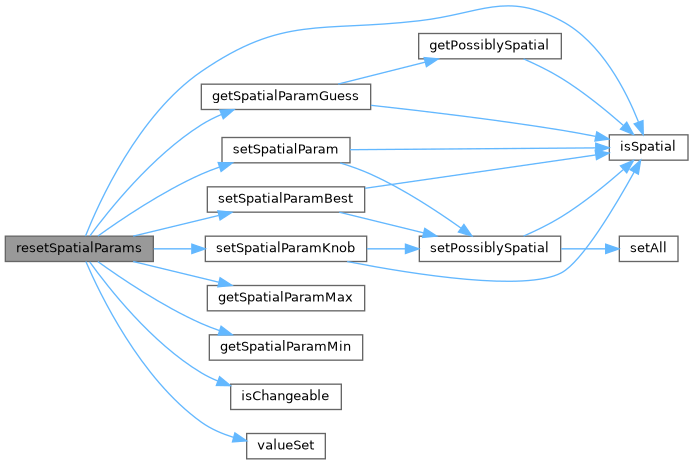 resetSpatialParams
getSpatialParamGuess
setSpatialParam
setSpatialParamBest
setSpatialParamKnob
getSpatialParamMax
getSpatialParamMin
isChangeable
valueSet
getPossiblySpatial
setPossiblySpatial
isSpatial
setAll